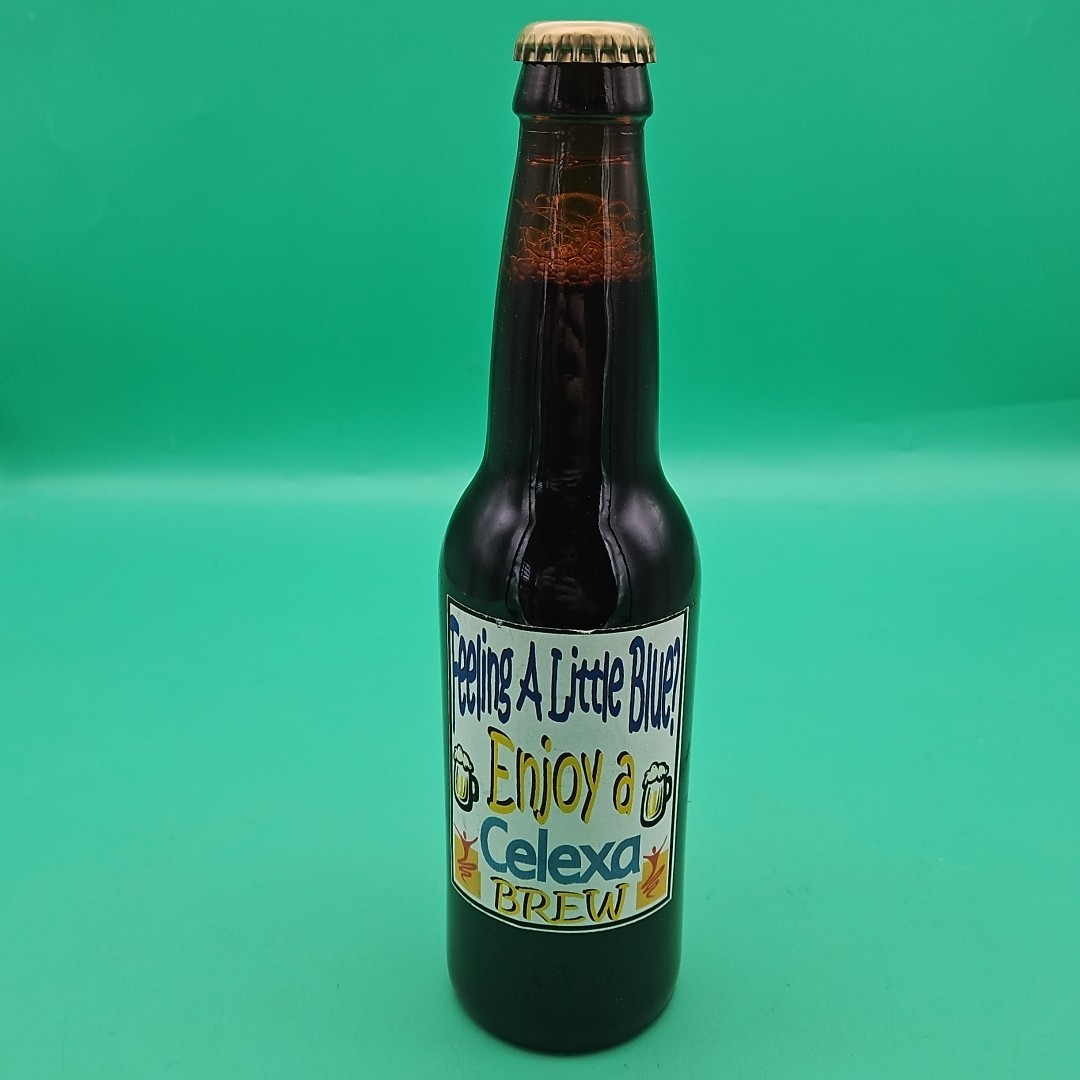 Feeling A Little Blue?
Enjoy a
Celexa
BREW